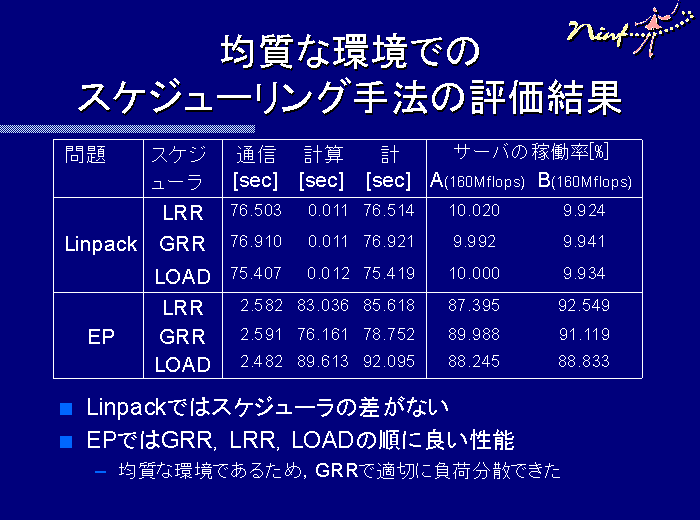 Ninf
均質な環境での
スケジューリング手法の評価結果
問題 スケジューラ 通信[sec] 計算[sec] 計[sec] サーバの稼働率[%]
A(160Mflops) B(160Mflops)
Linpack
LRR 76.503 0.011 76.514 10.020 9.924
GRR 76.910 0.011 76.921 9.992 9.941
LOAD 75.407 0.012 75.419 10.000 9.934
EP
LRR 2.582 83.036 85.618 87.395 92.549
GRR 2.591 76.161 78.752 89.988 91.119
LOAD 2.482 89.613 92.095 88.245 88.833
Linpackではスケジューラの差がない
EPではGRR, LRR, LOADの順に良い性能
– 均質な環境であるため, GRRで適切に負荷分散できた